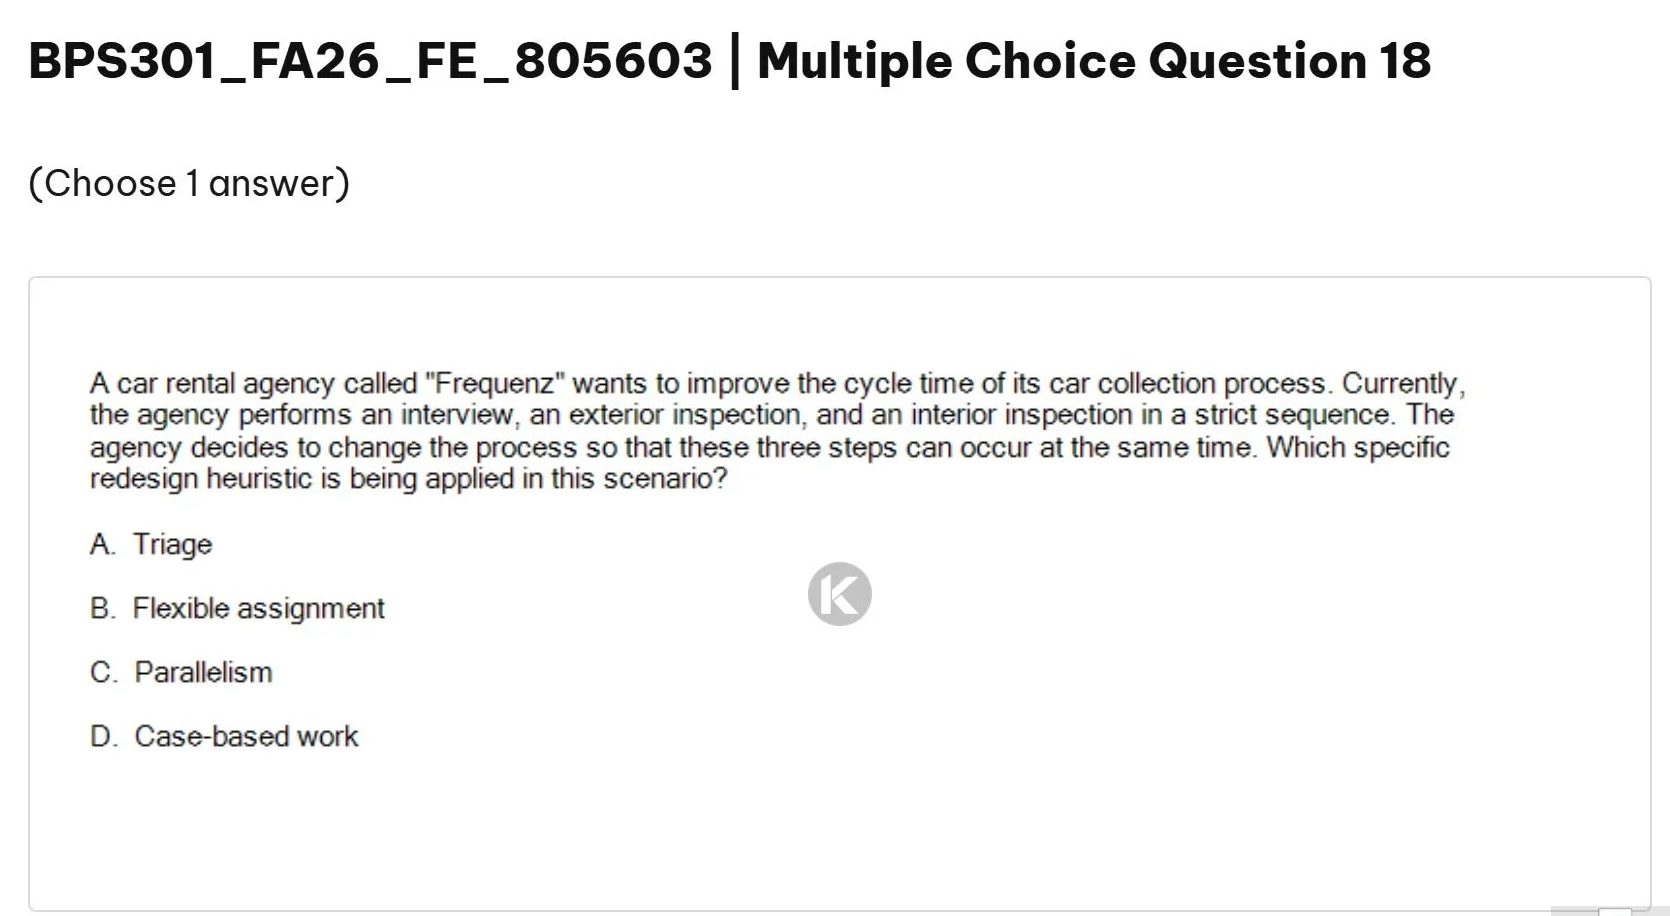 BPS301_FA26_FE_805603 | Multiple Choice Question 18
(Choose 1 answer)
A car rental agency called "Frequenz" wants to improve the cycle time of its car collection process. Currently,
the agency performs an interview, an exterior inspection, and an interior inspection in a strict sequence. The
agency decides to change the process so that these three steps can occur at the same time. Which specific
redesign heuristic is being applied in this scenario?
A. Triage
B. Flexible assignment
C. Parallelism
D. Case-based work
K